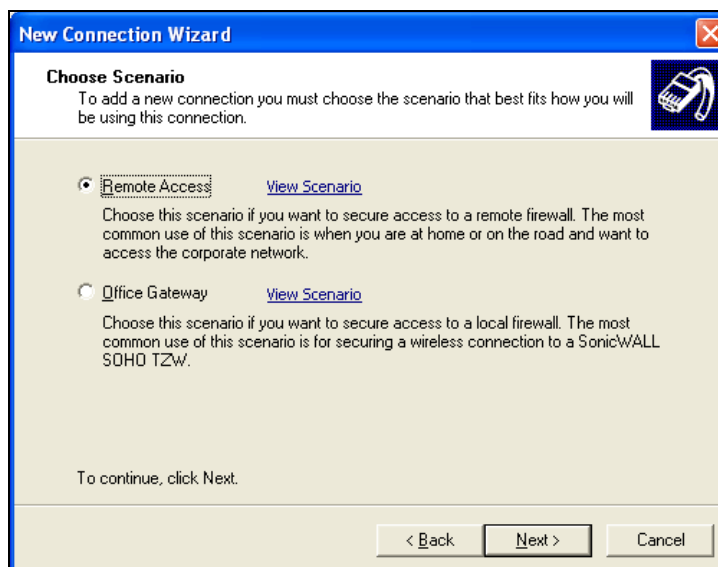 New Connection Wizard
Choose Scenario
To add a new connection you must choose the scenario that best fits how you will
be using this connection.
Remote Access View Scenario
Choose this scenario if you want to secure access to a remote firewall. The most
common use of this scenario is when you are at home or on the road and want to
access the corporate network.
Office Gateway View Scenario
Choose this scenario if you want to secure access to a local firewall. The most
common use of this scenario is for securing a wireless connection to a SonicWALL
SOHO TZW.
To continue, click Next.
< Back Next > Cancel